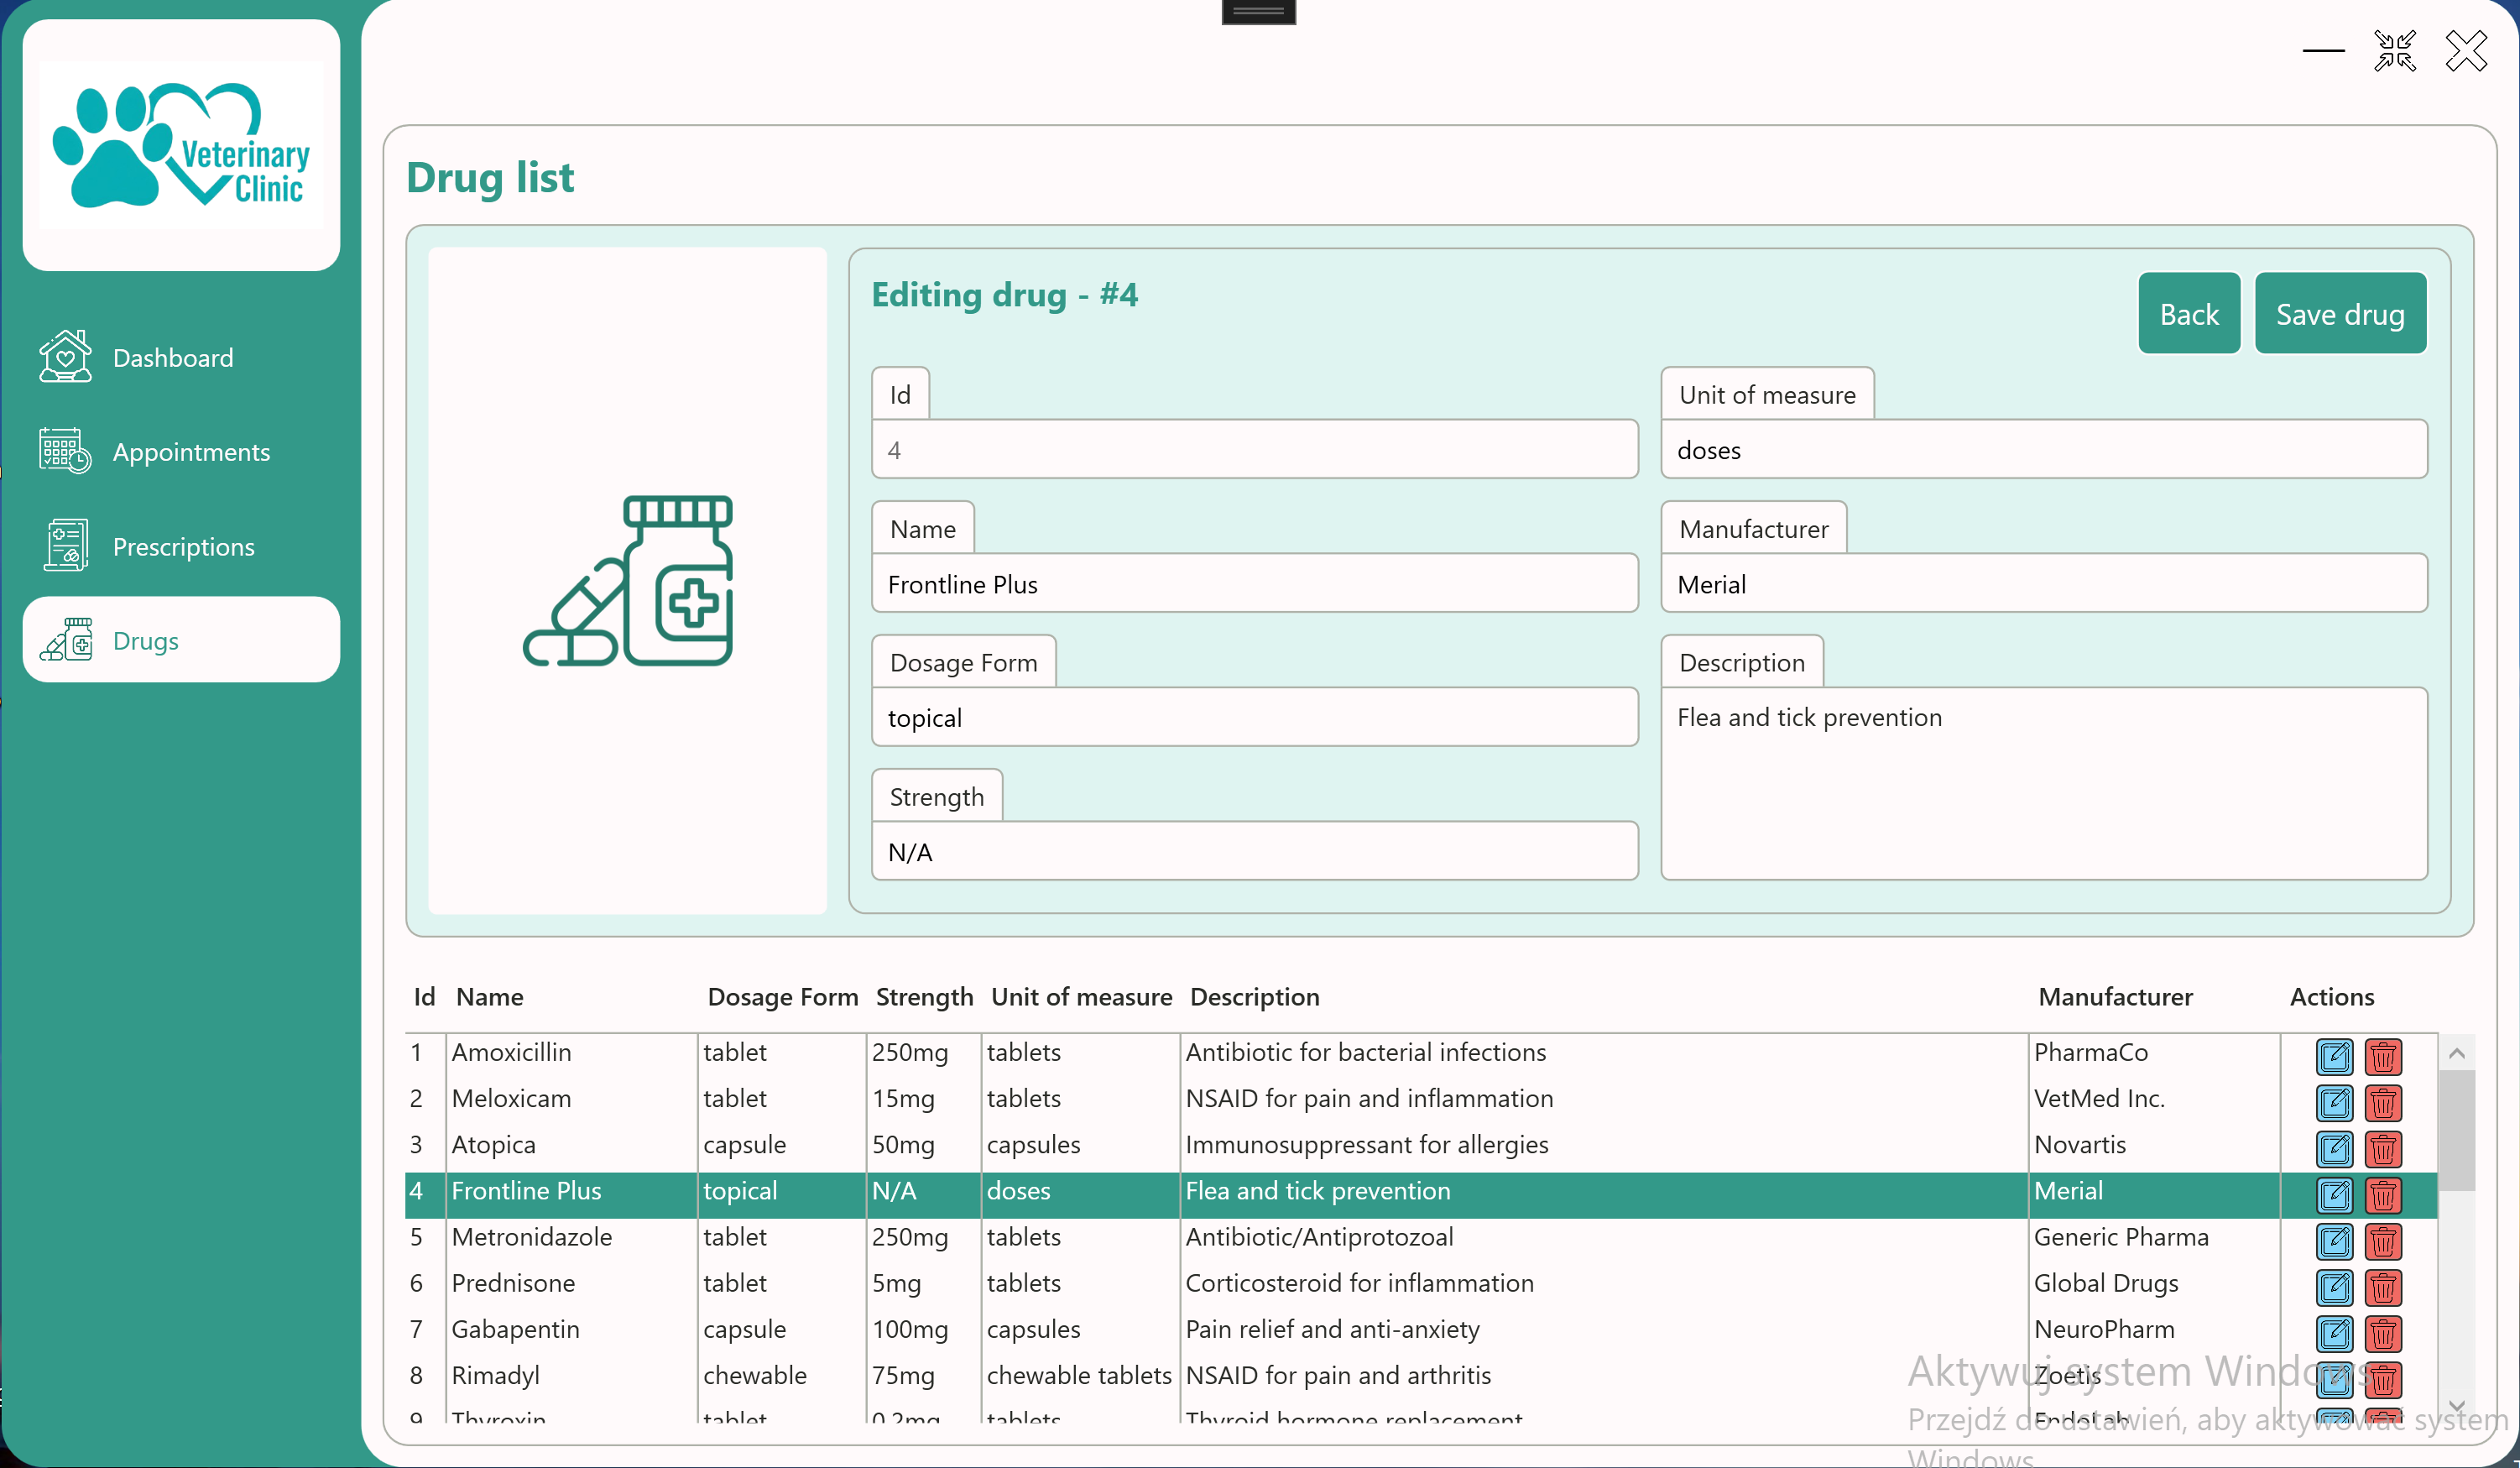 Veterinary
Clinic
Dashboard
Appointments
Prescriptions
Drugs
Drug list
Editing drug - #4
Back
Save drug
Id
4
Name
Frontline Plus
Dosage Form
topical
Strength
N/A
Unit of measure
doses
Manufacturer
Merial
Description
Flea and tick prevention
Id Name Dosage Form Strength Unit of measure Description Manufacturer Actions
1 Amoxicillin tablet 250mg tablets Antibiotic for bacterial infections PharmaCo
2 Meloxicam tablet 15mg tablets NSAID for pain and inflammation VetMed Inc.
3 Atopica capsule 50mg capsules Immunosuppressant for allergies Novartis
4 Frontline Plus topical N/A doses Flea and tick prevention Merial
5 Metronidazole tablet 250mg tablets Antibiotic/Antiprotozoal Generic Pharma
6 Prednisone tablet 5mg tablets Corticosteroid for inflammation Global Drugs
7 Gabapentin capsule 100mg capsules Pain relief and anti-anxiety NeuroPharm
8 Rimadyl chewable 75mg chewable tablets NSAID for pain and arthritis Zoetis
9 Thyroxin tablet 0.2mg tablets Thyroid hormone replacement EndoLab
Aktywuj system Windows
Przejdź do ustawień, aby aktywować system
Windows.